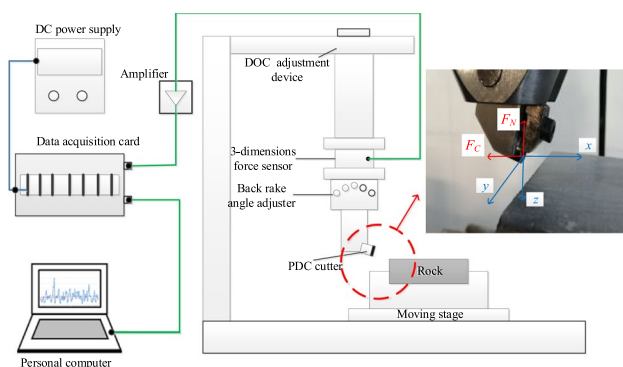 DC power supply
Amplifier
Data acquisition card
Personal computer
DOC adjustment
device
3-dimensions
force sensor
Back rake
angle adjuster
PDC cutter
Rock
Moving stage
F_N
F_C
x
y
z